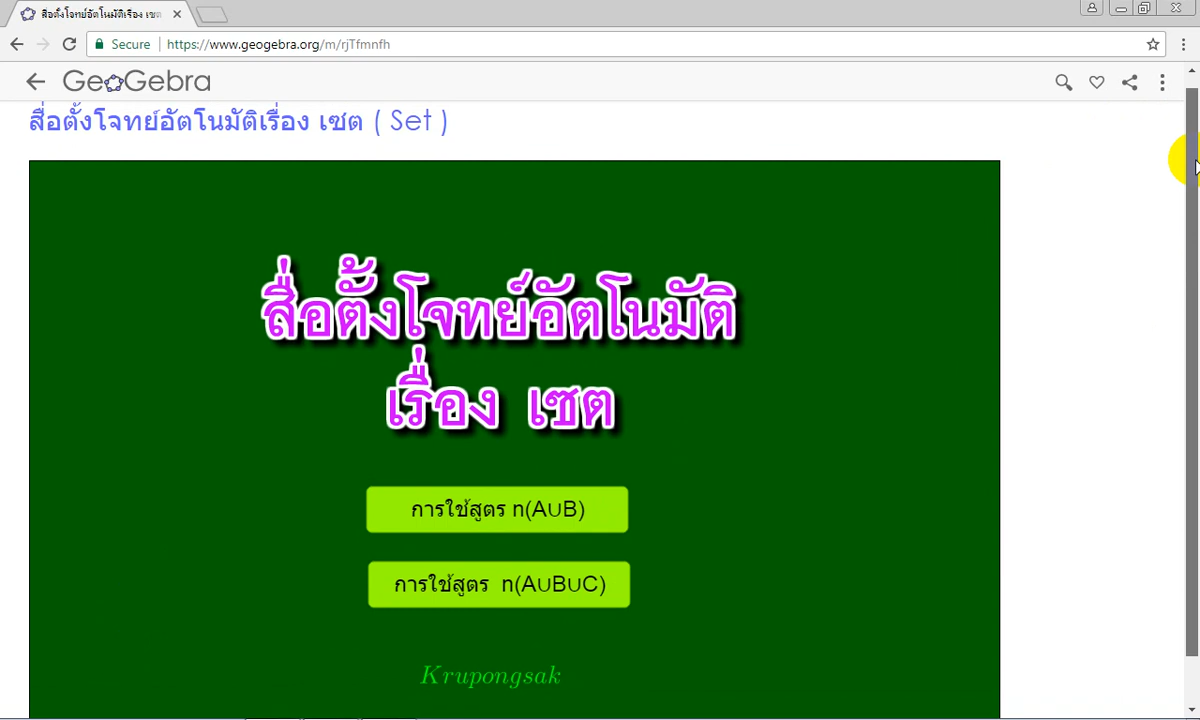 สื่อตั้งโจทย์อัตโนมัติเรื่อง เซต
Secure
https://www.geogebra.org/m/rjTfmnfh
GeoGebra
สื่อตั้งโจทย์อัตโนมัติเรื่อง เซต ( Set )
สื่อตั้งโจทย์อัตโนมัติ
เรื่อง เซต
การใช้สูตร n(A∪B)
การใช้สูตร n(A∪B∪C)
Krupongsak